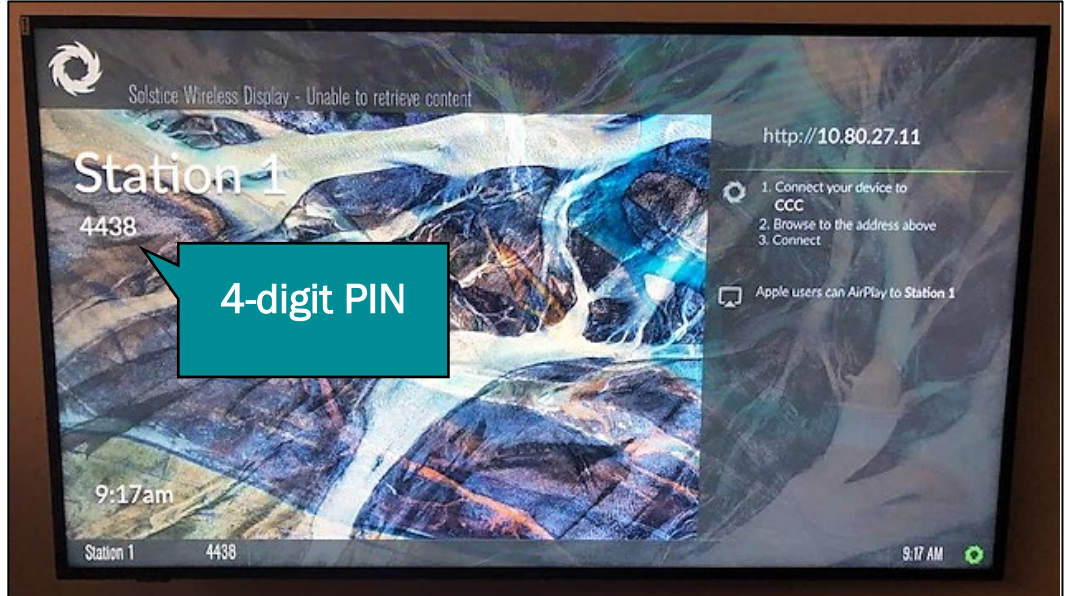 Solstice Wireless Display - Unable to retrieve content
Station 1
4438
4-digit PIN
9:17am
http://10.80.27.11
1. Connect your device to
CCC
2. Browse to the address above
3. Connect
Apple users can AirPlay to Station 1
Station 1 4438 9:17 AM